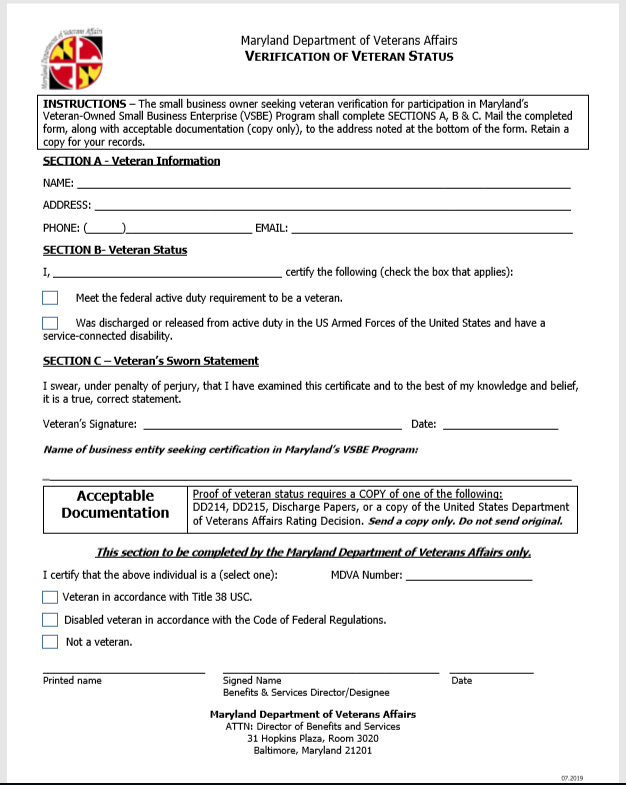 Maryland Department of Veterans Affairs
Maryland Department of Veterans Affairs
VERIFICATION OF VETERAN STATUS
INSTRUCTIONS – The small business owner seeking veteran verification for participation in Maryland's
Veteran-Owned Small Business Enterprise (VSBE) Program shall complete SECTIONS A, B & C. Mail the completed
form, along with acceptable documentation (copy only), to the address noted at the bottom of the form. Retain a
copy for your records.
SECTION A - Veteran Information
NAME: ____________________
ADDRESS: ____________________
PHONE: (______)____________________ EMAIL: ____________________
SECTION B- Veteran Status
I, ____________________ certify the following (check the box that applies):
Meet the federal active duty requirement to be a veteran.
Was discharged or released from active duty in the US Armed Forces of the United States and have a
service-connected disability.
SECTION C – Veteran's Sworn Statement
I swear, under penalty of perjury, that I have examined this certificate and to the best of my knowledge and belief,
it is a true, correct statement.
Veteran's Signature: ____________________ Date: ____________________
Name of business entity seeking certification in Maryland's VSBE Program:
____________________
Acceptable
Documentation
Proof of veteran status requires a COPY of one of the following:
DD214, DD215, Discharge Papers, or a copy of the United States Department
of Veterans Affairs Rating Decision. Send a copy only. Do not send original.
This section to be completed by the Maryland Department of Veterans Affairs only.
I certify that the above individual is a (select one): MDVA Number: ____________________
Veteran in accordance with Title 38 USC.
Disabled veteran in accordance with the Code of Federal Regulations.
Not a veteran.
____________________ ____________________ ____________________
Printed name Signed Name Date
Benefits & Services Director/Designee
Maryland Department of Veterans Affairs
ATTN: Director of Benefits and Services
31 Hopkins Plaza, Room 3020
Baltimore, Maryland 21201
07.2019